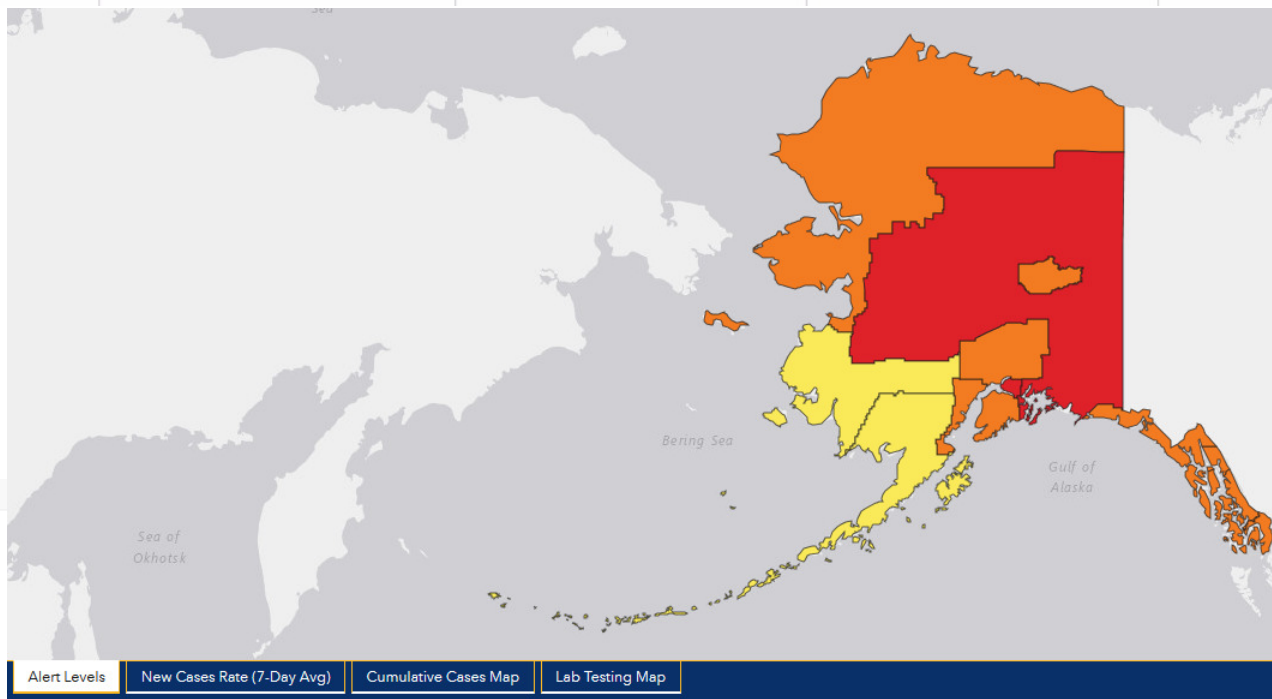 Sea
Bering Sea
Gulf of
Alaska
Sea of
Okhotsk
Alert Levels
New Cases Rate (7-Day Avg)
Cumulative Cases Map
Lab Testing Map